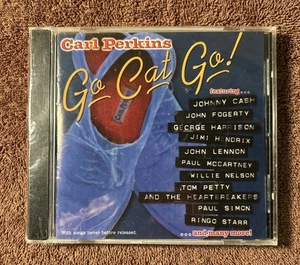 Carl Perkins
Go Cat Go!
featuring...
JOHNNY CASH
JOHN FOGERTY
GEORGE HARRISON
JIMI HENDRIX
JOHN LENNON
PAUL MCCARTNEY
WILLIE NELSON
TOM PETTY
AND THE HEARTBREAKERS
PAUL SIMON
RINGO STARR
...and many more!
With songs never before released